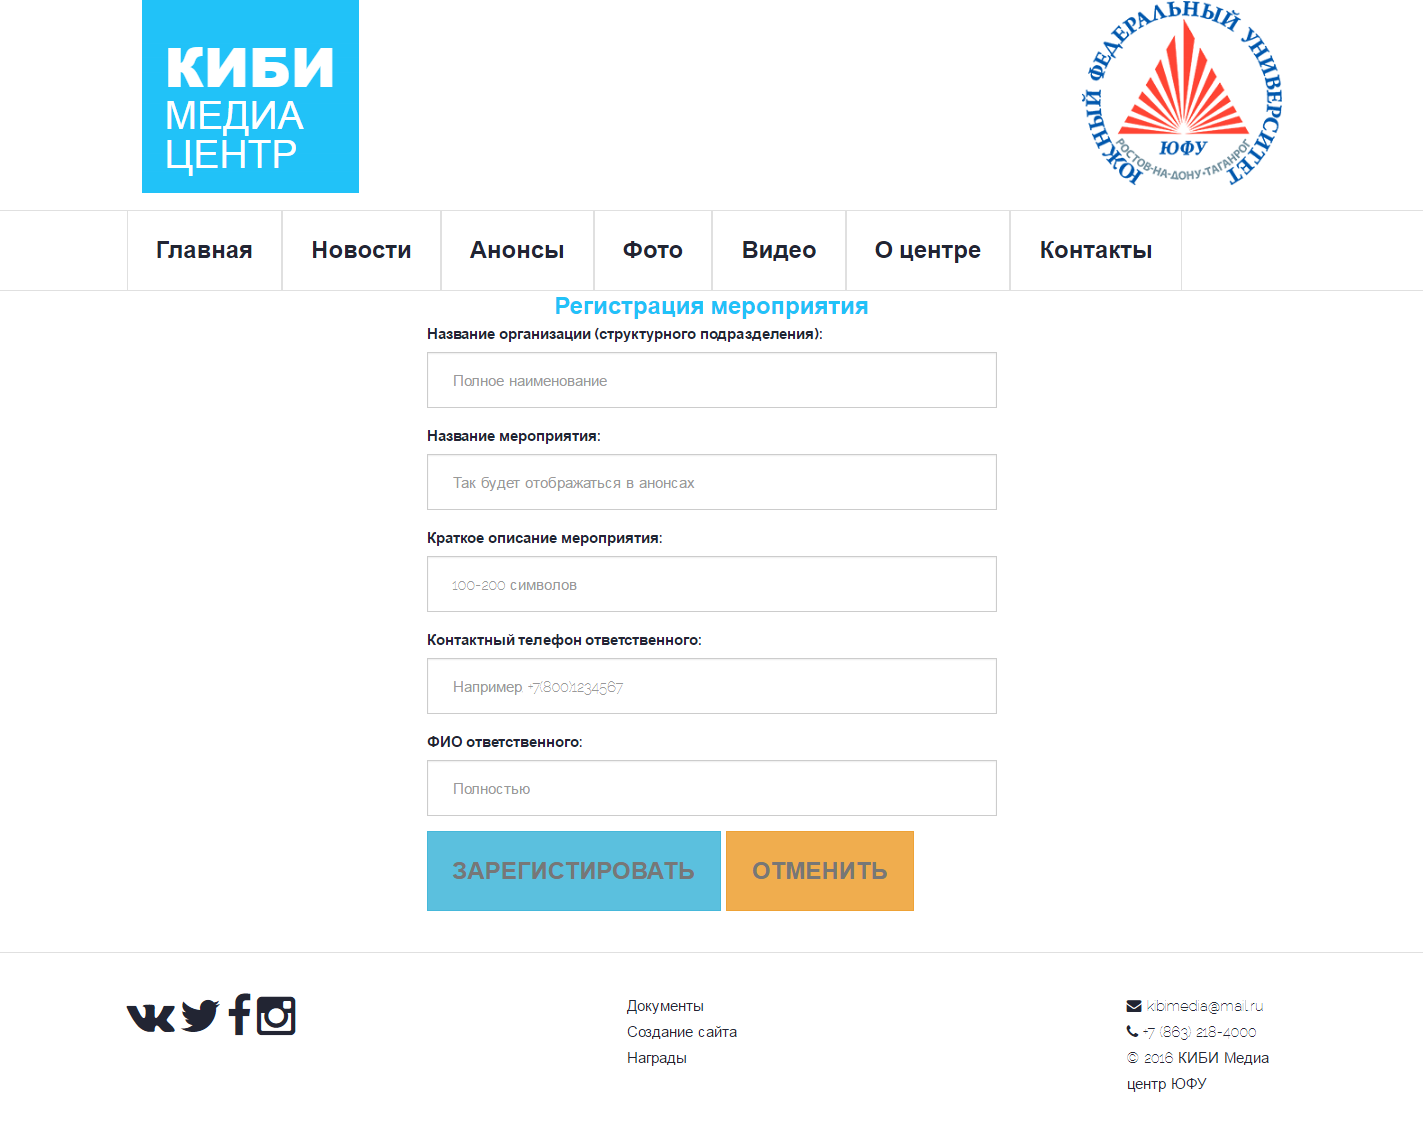 КИБИ
МЕДИА
ЦЕНТР
ЮЖНЫЙ ФЕДЕРАЛЬНЫЙ УНИВЕРСИТЕТ
ЮФУ
РОСТОВ-НА-ДОНУ•ТАГАНРОГ
Главная Новости Анонсы Фото Видео О центре Контакты
Регистрация мероприятия
Название организации (структурного подразделения):
Полное наименование
Название мероприятия:
Так будет отображаться в анонсах
Краткое описание мероприятия:
100-200 символов
Контактный телефон ответственного:
Например +7(800)1234567
ФИО ответственного:
Полностью
ЗАРЕГИСТИРОВАТЬ ОТМЕНИТЬ
Документы
Создание сайта
Награды
kibimedia@mail.ru
+7 (863) 218-4000
© 2016 КИБИ Медиа
центр ЮФУ